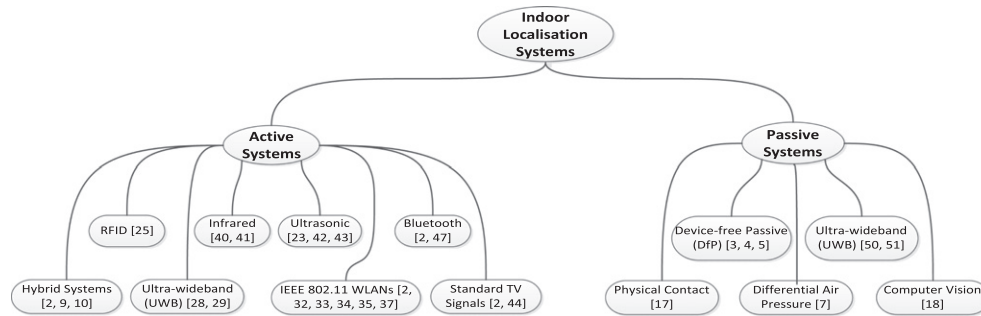 Indoor
Localisation
Systems
Active
Systems
Passive
Systems
RFID [25]
Infrared
[40, 41]
Ultrasonic
[23, 42, 43]
Bluetooth
[2, 47]
Device-free Passive
(DfP) [3, 4, 5]
Ultra-wideband
(UWB) [50, 51]
Hybrid Systems
[2, 9, 10]
Ultra-wideband
(UWB) [28, 29]
IEEE 802.11 WLANs [2,
32, 33, 34, 35, 37]
Standard TV
Signals [2, 44]
Physical Contact
[17]
Differential Air
Pressure [7]
Computer Vision
[18]